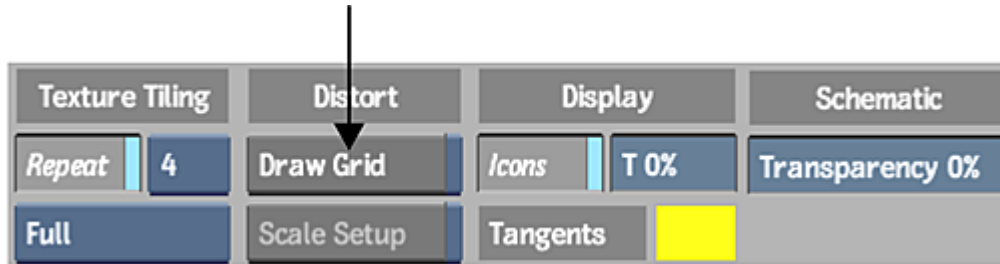 Texture Tiling Distort Display Schematic
Repeat 4 Draw Grid Icons T 0% Transparency 0%
Full Scale Setup Tangents